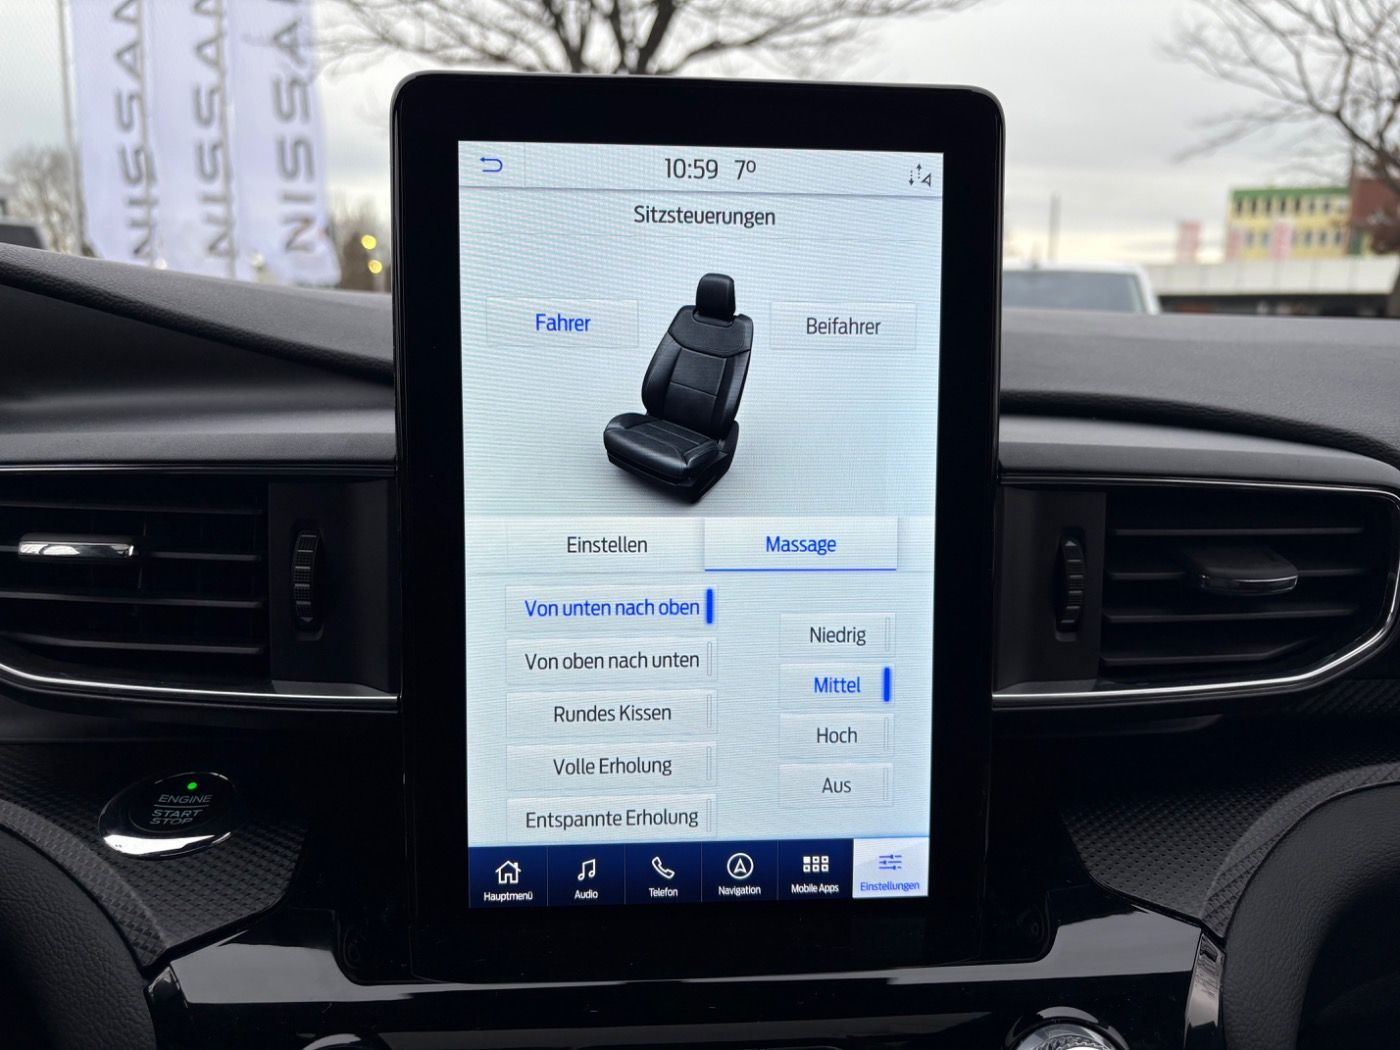 NISSAN
NISSAN
NISSAN
10:59 7°
Sitzsteuerungen
Fahrer
Beifahrer
Einstellen
Massage
Von unten nach oben
Von oben nach unten
Rundes Kissen
Volle Erholung
Entspannte Erholung
Niedrig
Mittel
Hoch
Aus
ENGINE
START
STOP
Hauptmenü
Audio
Telefon
Navigation
Mobile Apps
Einstellungen